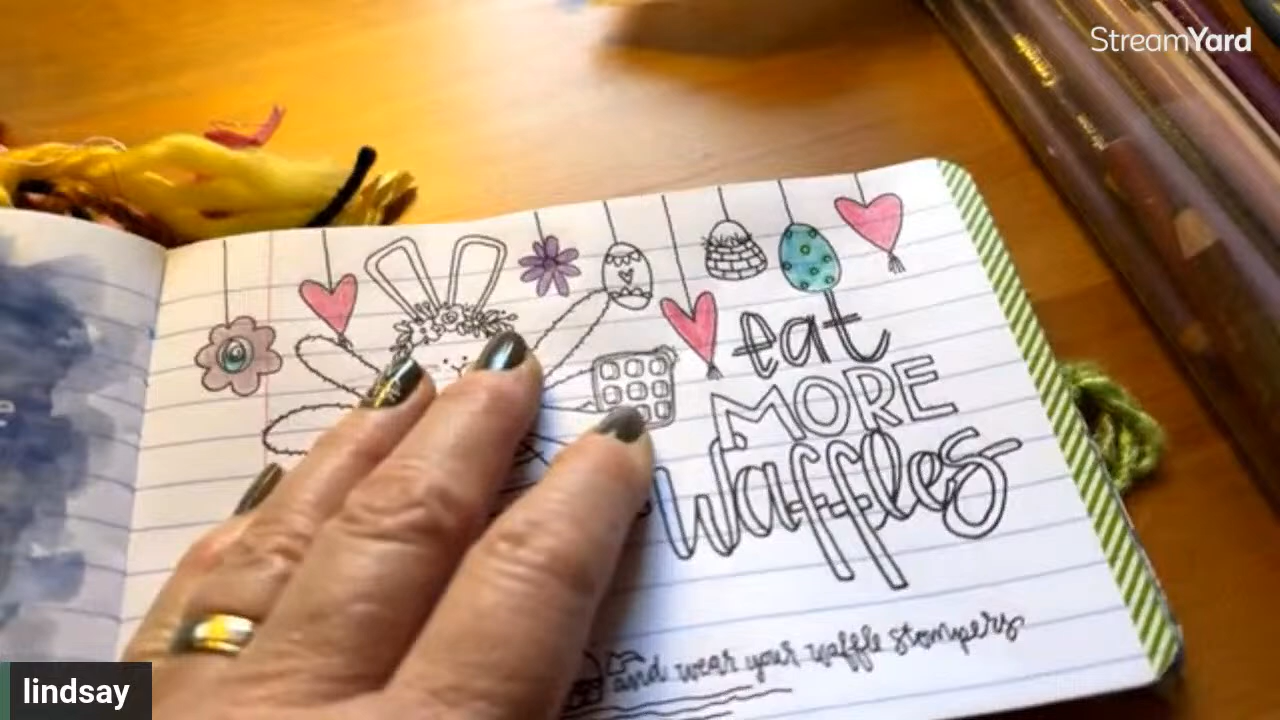 StreamYard
eat
MORE
waffles
and wear your waffle stompers
e
lindsay